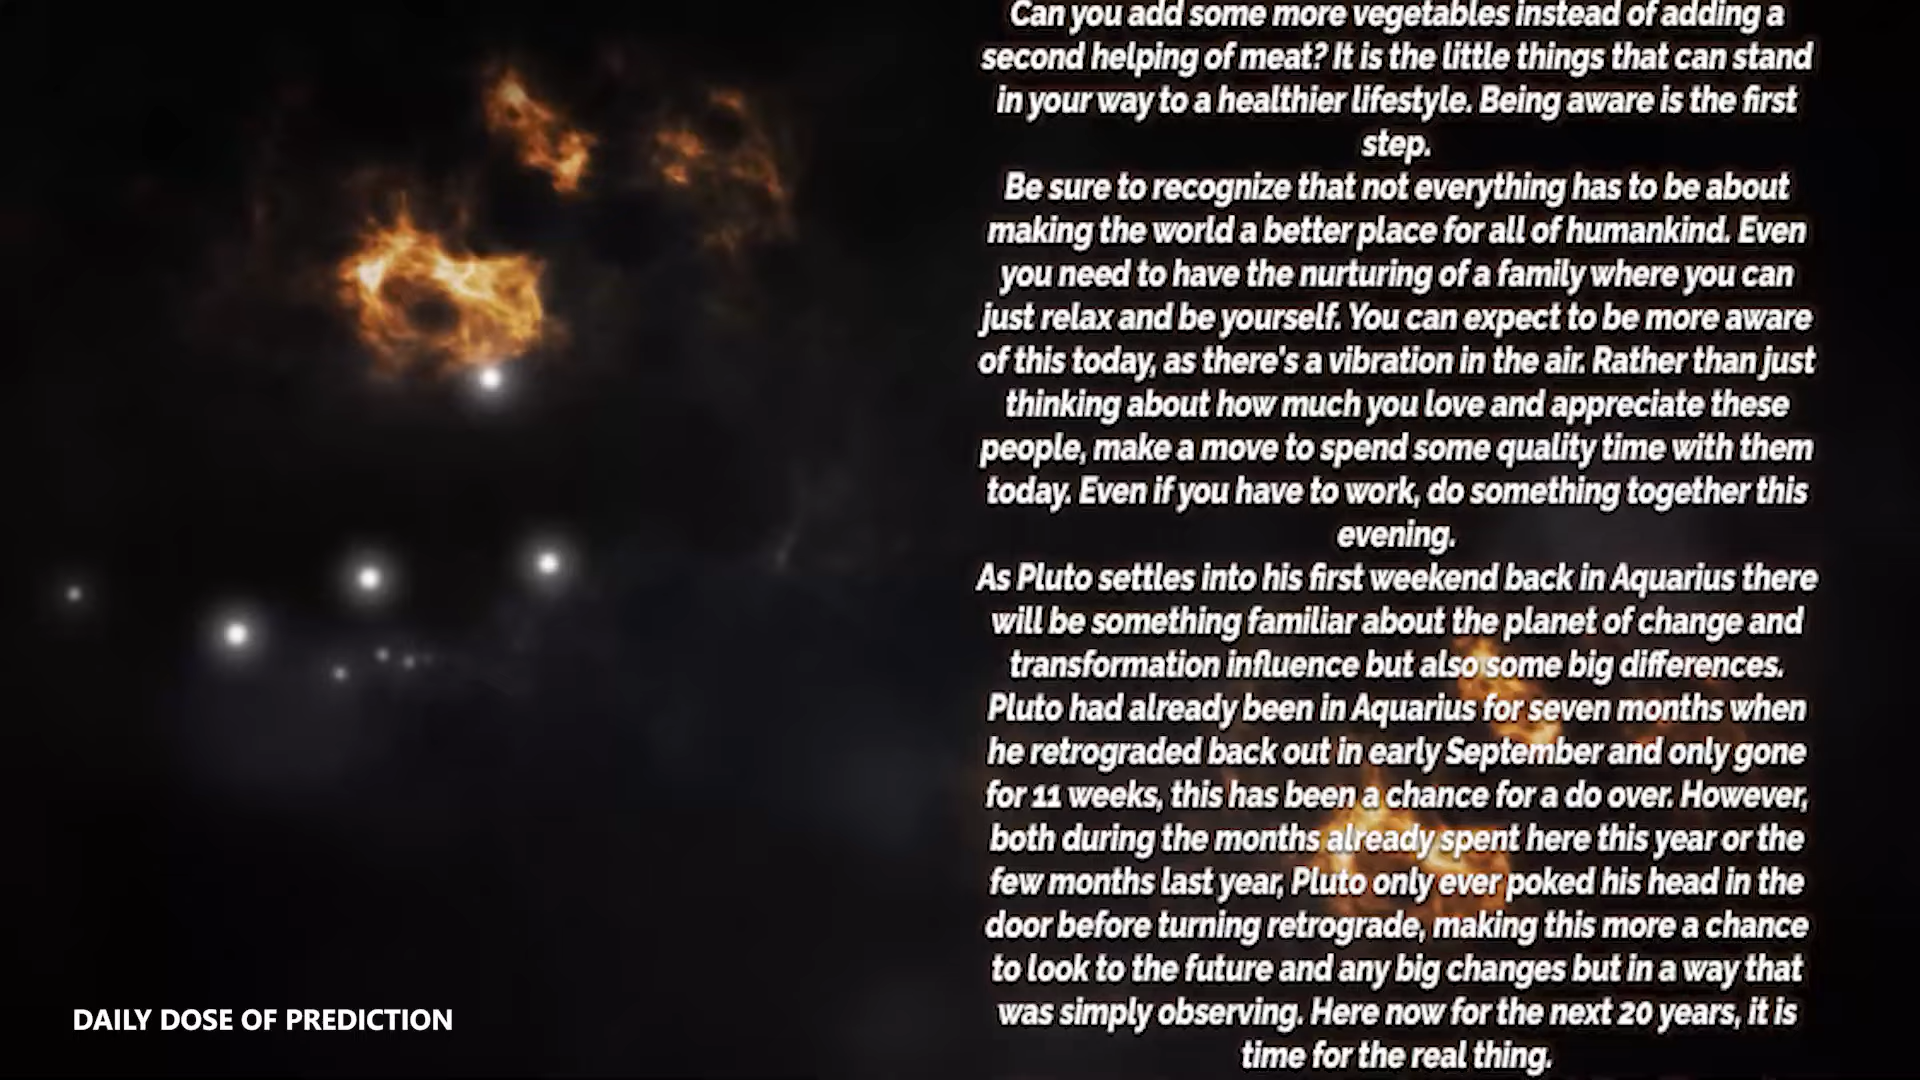 Can you add some more vegetables instead of adding a
second helping of meat? It is the little things that can stand
in your way to a healthier lifestyle. Being aware is the first
step.
Be sure to recognize that not everything has to be about
making the world a better place for all of humankind. Even
you need to have the nurturing of a family where you can
just relax and be yourself. You can expect to be more aware
of this today, as there's a vibration in the air. Rather than just
thinking about how much you love and appreciate these
people, make a move to spend some quality time with them
today. Even if you have to work, do something together this
evening.
As Pluto settles into his first weekend back in Aquarius there
will be something familiar about the planet of change and
transformation influence but also some big differences.
Pluto had already been in Aquarius for seven months when
he retrograded back out in early September and only gone
for 11 weeks, this has been a chance for a do over. However,
both during the months already spent here this year or the
few months last year, Pluto only ever poked his head in the
door before turning retrograde, making this more a chance
to look to the future and any big changes but in a way that
was simply observing. Here now for the next 20 years, it is
time for the real thing.
DAILY DOSE OF PREDICTION